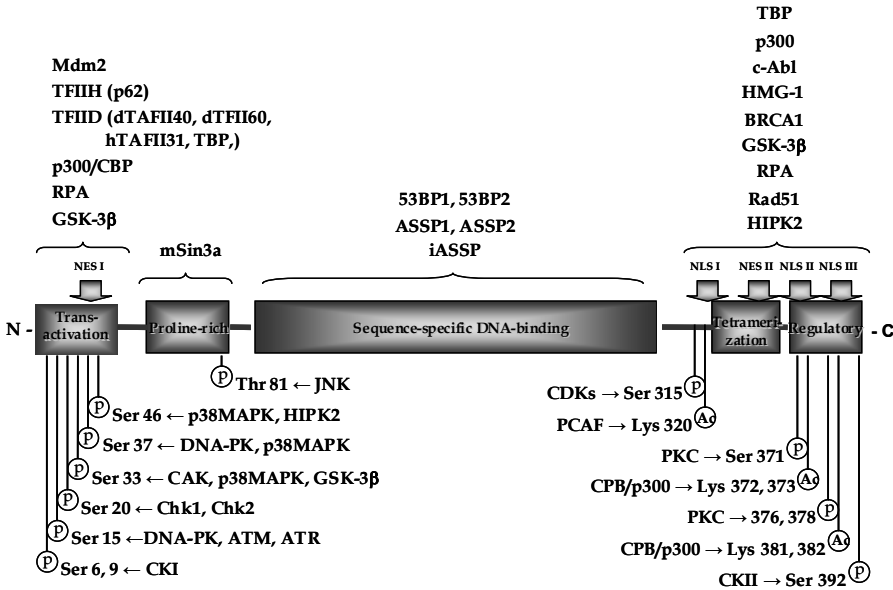 TBP
p300
c-Abl
HMG-1
BRCA1
GSK-3β
RPA
Rad51
HIPK2
Mdm2
TFIIH (p62)
TFIID (dTAFII40, dTFII60,
hTAFII31, TBP,)
p300/CBP
RPA
GSK-3β
53BP1, 53BP2
ASSP1, ASSP2
iASSP
mSin3a
NES I
NLS I
NES II
NLS II
NLS III
N -
Trans-
activation
Proline-rich
Sequence-specific DNA-binding
Tetrameri-
zation
Regulatory
- C
P Thr 81 ← JNK
P Ser 46 ← p38MAPK, HIPK2
P Ser 37 ← DNA-PK, p38MAPK
P Ser 33 ← CAK, p38MAPK, GSK-3β
P Ser 20 ← Chk1, Chk2
P Ser 15 ←DNA-PK, ATM, ATR
P Ser 6, 9 ← CKI
CDKs → Ser 315 P
PCAF → Lys 320 Ac
PKC → Ser 371 P
CPB/p300 → Lys 372, 373 Ac
PKC → 376, 378 P
CPB/p300 → Lys 381, 382 Ac
CKII → Ser 392 P